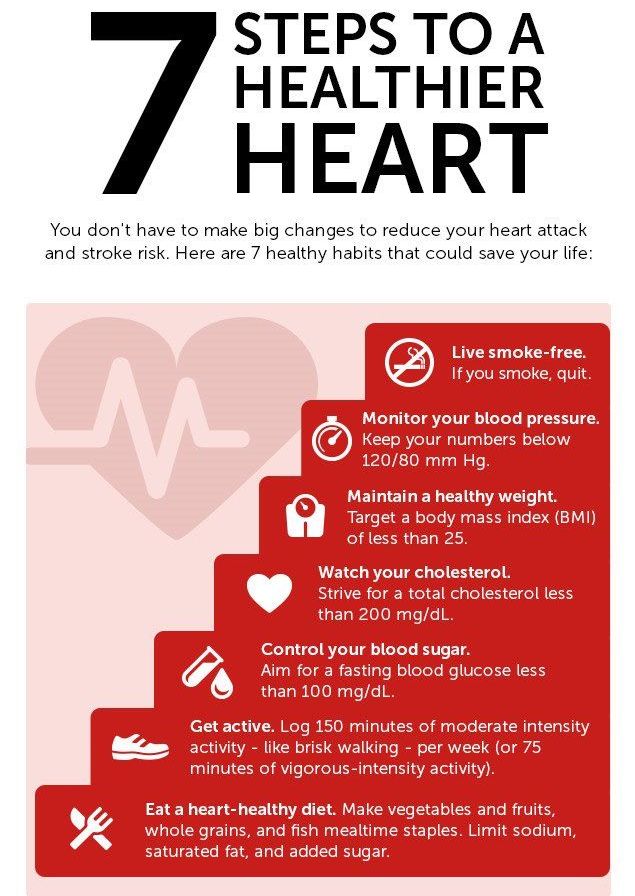 7 STEPS TO A
HEALTHIER
HEART
You don't have to make big changes to reduce your heart attack
and stroke risk. Here are 7 healthy habits that could save your life:
Live smoke-free.
If you smoke, quit.
Monitor your blood pressure.
Keep your numbers below
120/80 mm Hg.
Maintain a healthy weight.
Target a body mass index (BMI)
of less than 25.
Watch your cholesterol.
Strive for a total cholesterol less
than 200 mg/dL.
Control your blood sugar.
Aim for a fasting blood glucose less
than 100 mg/dL.
Get active. Log 150 minutes of moderate intensity
activity - like brisk walking - per week (or 75
minutes of vigorous-intensity activity).
Eat a heart-healthy diet. Make vegetables and fruits,
whole grains, and fish mealtime staples. Limit sodium,
saturated fat, and added sugar.